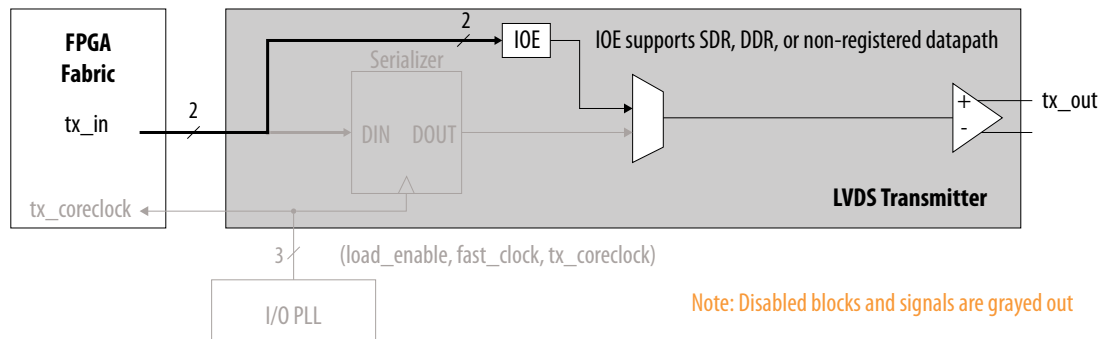 2
IOE
IOE supports SDR, DDR, or non-registered datapath
FPGA
Fabric
Serializer
2
tx_in
DIN
DOUT
+
-
tx_out
LVDS Transmitter
tx_coreclock
3
(load_enable, fast_clock, tx_coreclock)
I/O PLL
Note: Disabled blocks and signals are grayed out